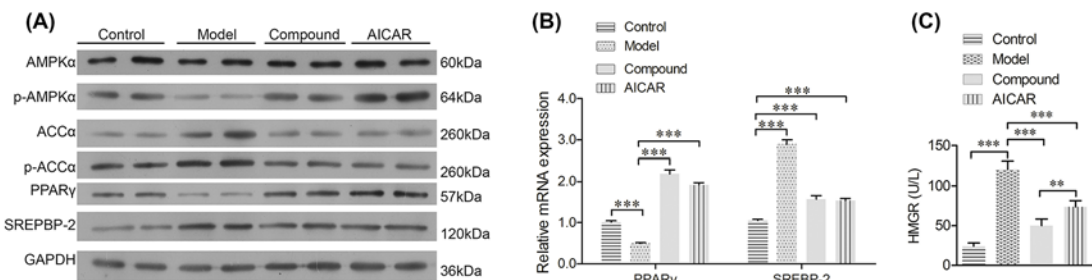 (A)
Control Model Compound AICAR
AMPKα 60kDa
p-AMPKα 64kDa
ACCα 260kDa
p-ACCα 260kDa
PPARγ 57kDa
SREPBP-2 120kDa
GAPDH 36kDa
(B)
Control
Model
Compound
AICAR
Relative mRNA expression
4.0
3.0
2.0
1.0
0.0
***
***
***
***
***
***
PPARγ SREBP-2
(C)
Control
Model
Compound
AICAR
HMGR (U/L)
150
100
50
0
***
***
***
**